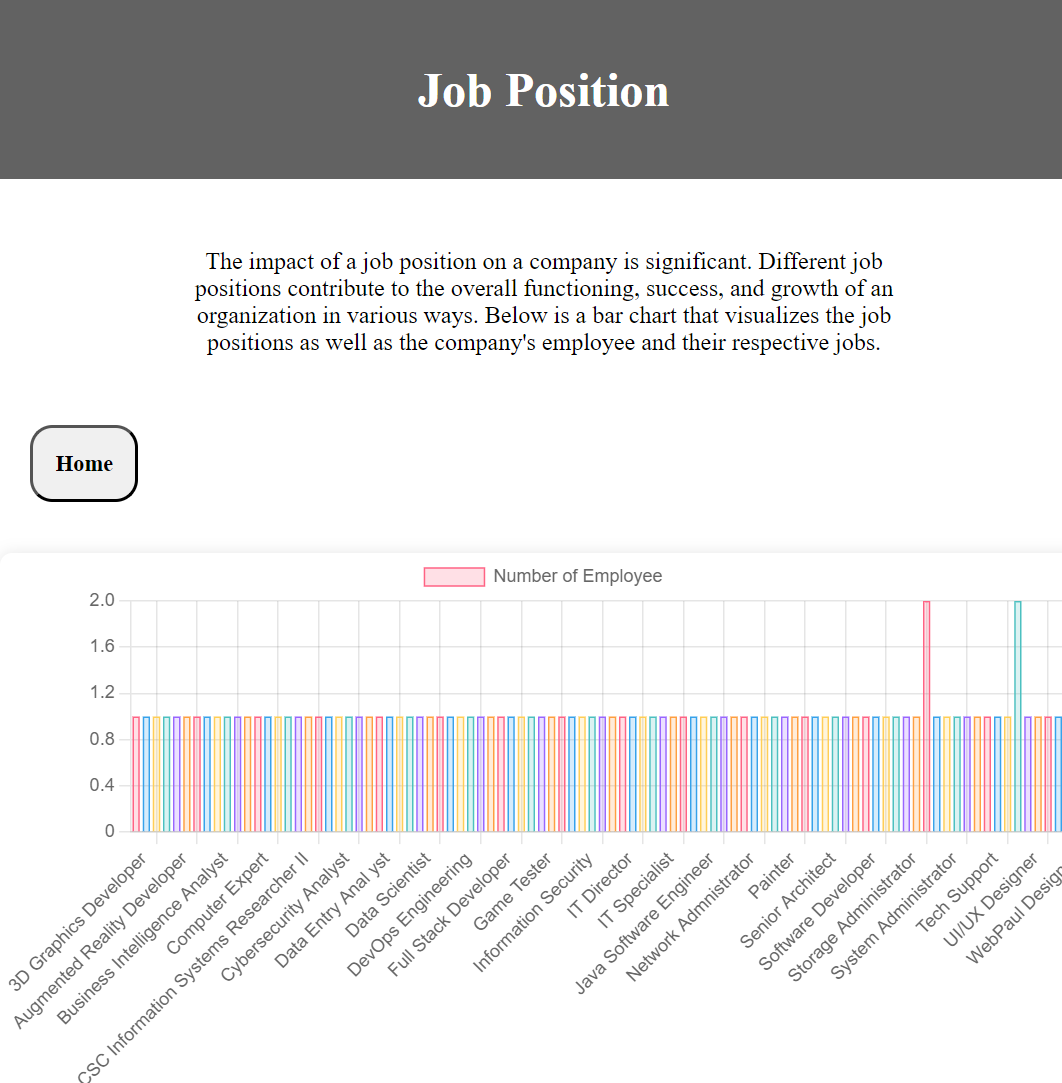 Job Position
The impact of a job position on a company is significant. Different job
positions contribute to the overall functioning, success, and growth of an
organization in various ways. Below is a bar chart that visualizes the job
positions as well as the company's employee and their respective jobs.
Home
Number of Employee
2.0
1.6
1.2
0.8
0.4
0
3D Graphics Developer
Augmented Reality Developer
Business Intelligence Analyst
Computer Expert
CSC Information Systems Researcher II
Cybersecurity Analyst
Data Entry Anal yst
Data Scientist
DevOps Engineering
Full Stack Developer
Game Tester
Information Security
IT Director
IT Specialist
Java Software Engineer
Network Admnistrator
Painter
Senior Architect
Software Developer
Storage Administrator
System Administrator
Tech Support
UI/UX Designer
WebPaul Design